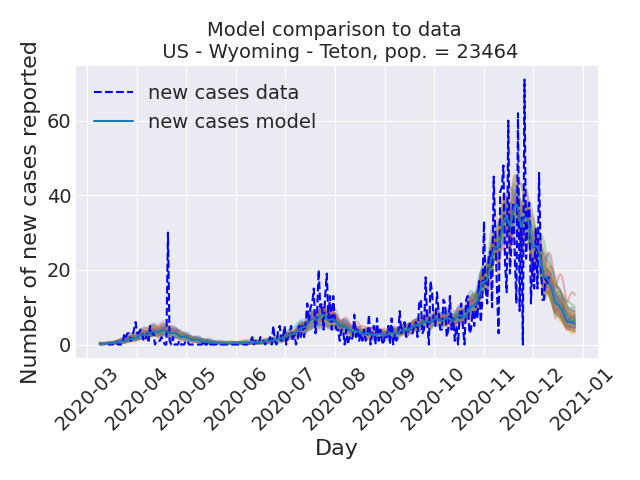 Model comparison to data
US - Wyoming - Teton, pop. = 23464
Number of new cases reported
new cases data
new cases model
60
40
20
0
2020-03
2020-04
2020-05
2020-06
2020-07
2020-08
2020-09
2020-10
2020-11
2020-12
2021-01
Day